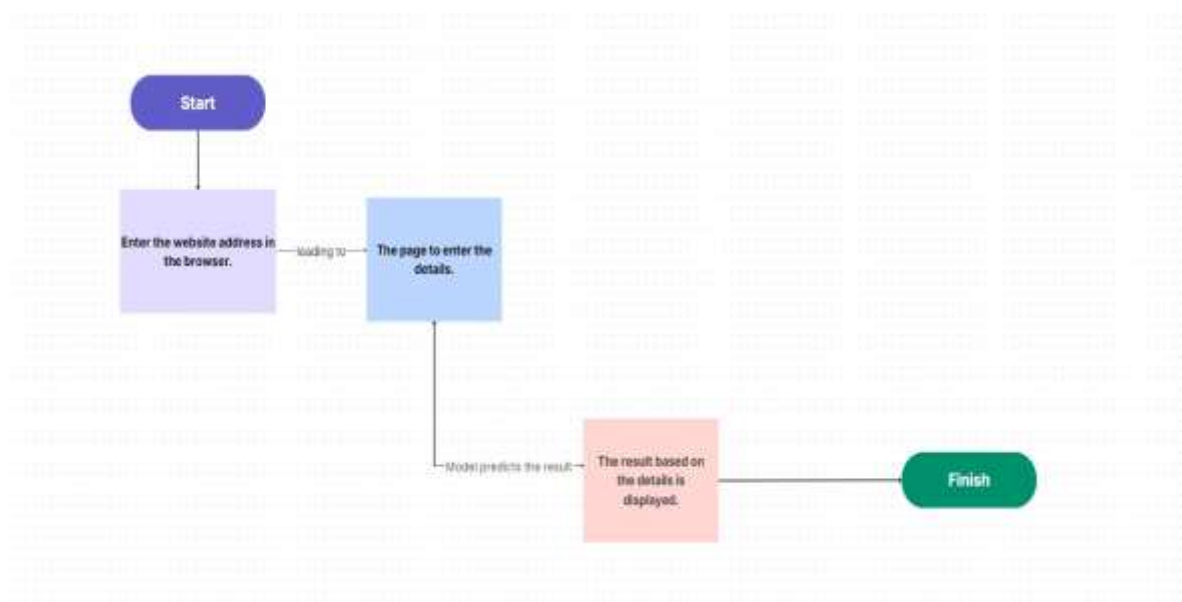 Start
Enter the website address in
the browser.
leading to
The page to enter the
details.
Model predicts the result
The result based on
the details is
displayed.
Finish